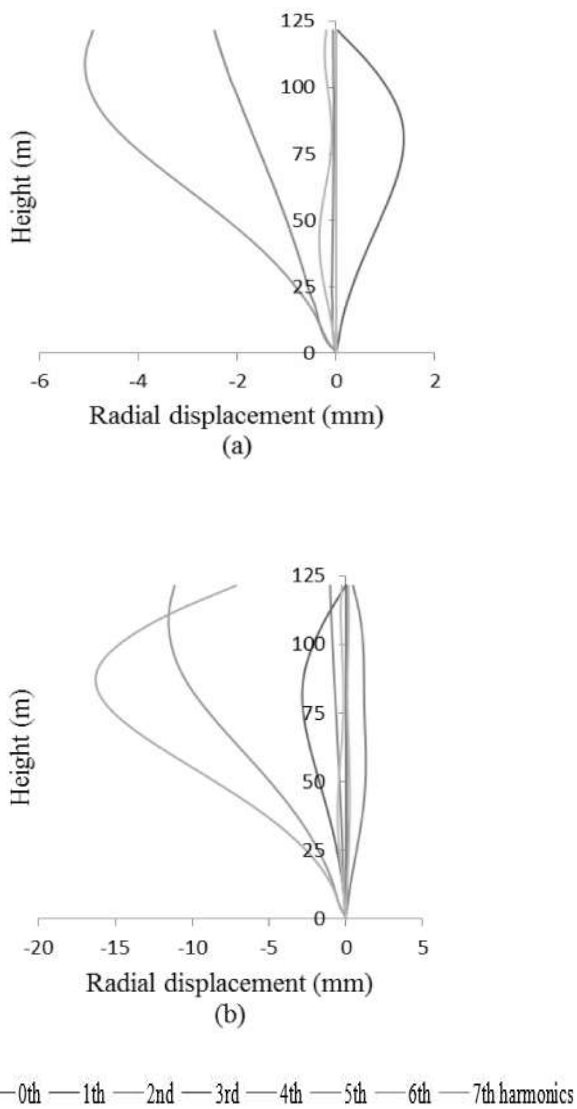 125
100
75
50
25
0
Height (m)
-6 -4 -2 0 2
Radial displacement (mm)
(a)
125
100
75
50
25
0
Height (m)
-20 -15 -10 -5 0 5
Radial displacement (mm)
(b)
0th 1th 2nd 3rd 4th 5th 6th 7th harmonics